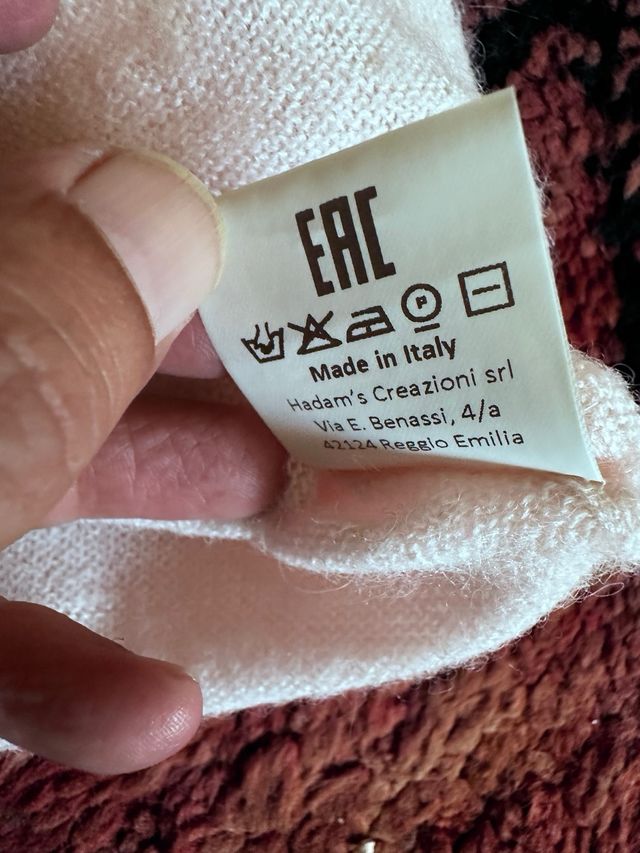 EAC
P
Made in Italy
Hadam's Creazioni srl
Via E. Benassi, 4/a
42124 Reggio Emilia